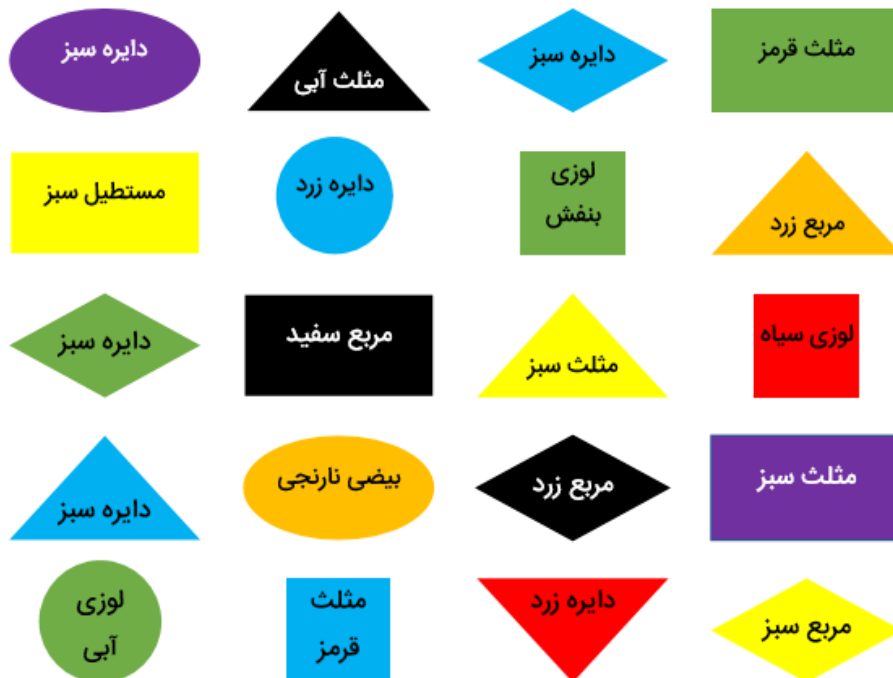 مثلث قرمز
دایره سبز
مثلث آبی
دایره سبز
مربع زرد
لوزی
بنفش
دایره زرد
مستطیل سبز
لوزی سیاه
مثلث سبز
مربع سفید
دایره سبز
مثلث سبز
مربع زرد
بیضی نارنجی
دایره سبز
مربع سبز
دایره زرد
مثلث
قرمز
لوزی
آبی